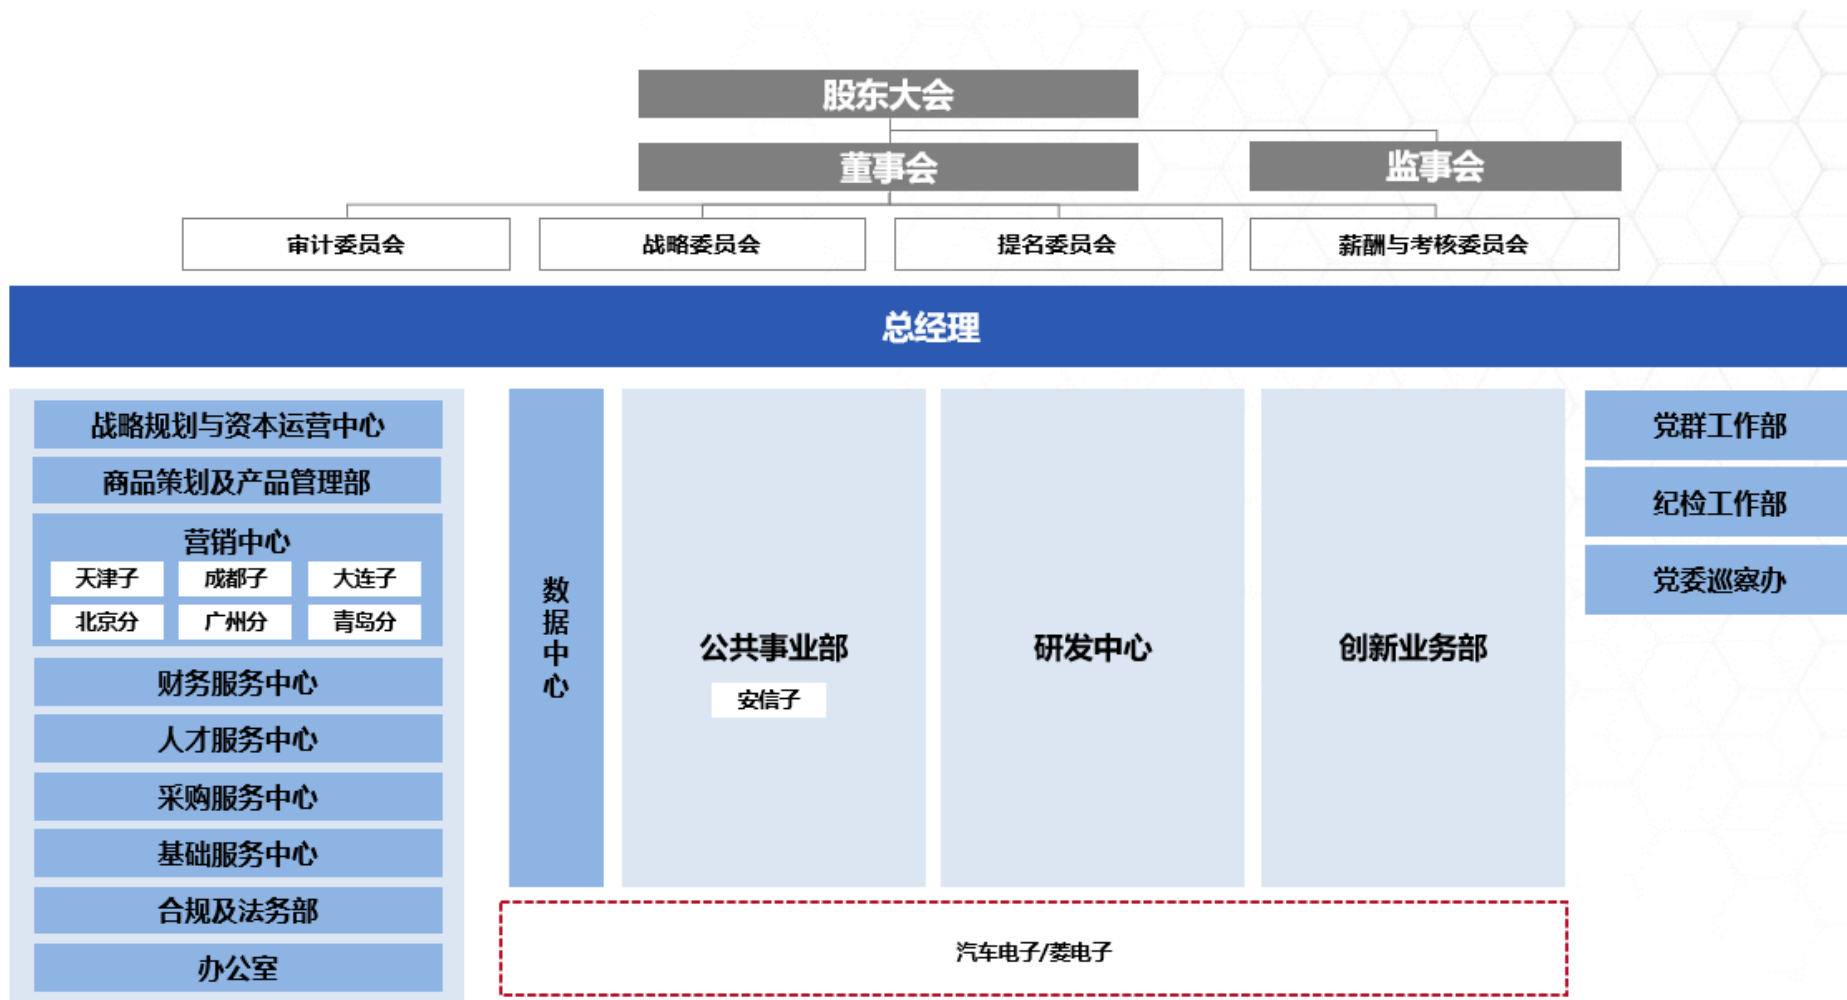 股东大会
董事会
监事会
审计委员会
战略委员会
提名委员会
薪酬与考核委员会
总经理
战略规划与资本运营中心
商品策划及产品管理部
营销中心
天津子
成都子
大连子
北京分
广州分
青岛分
财务服务中心
人才服务中心
采购服务中心
基础服务中心
合规及法务部
办公室
数据中心
公共事业部
安信子
研发中心
创新业务部
党群工作部
纪检工作部
党委巡察办
汽车电子/菱电子